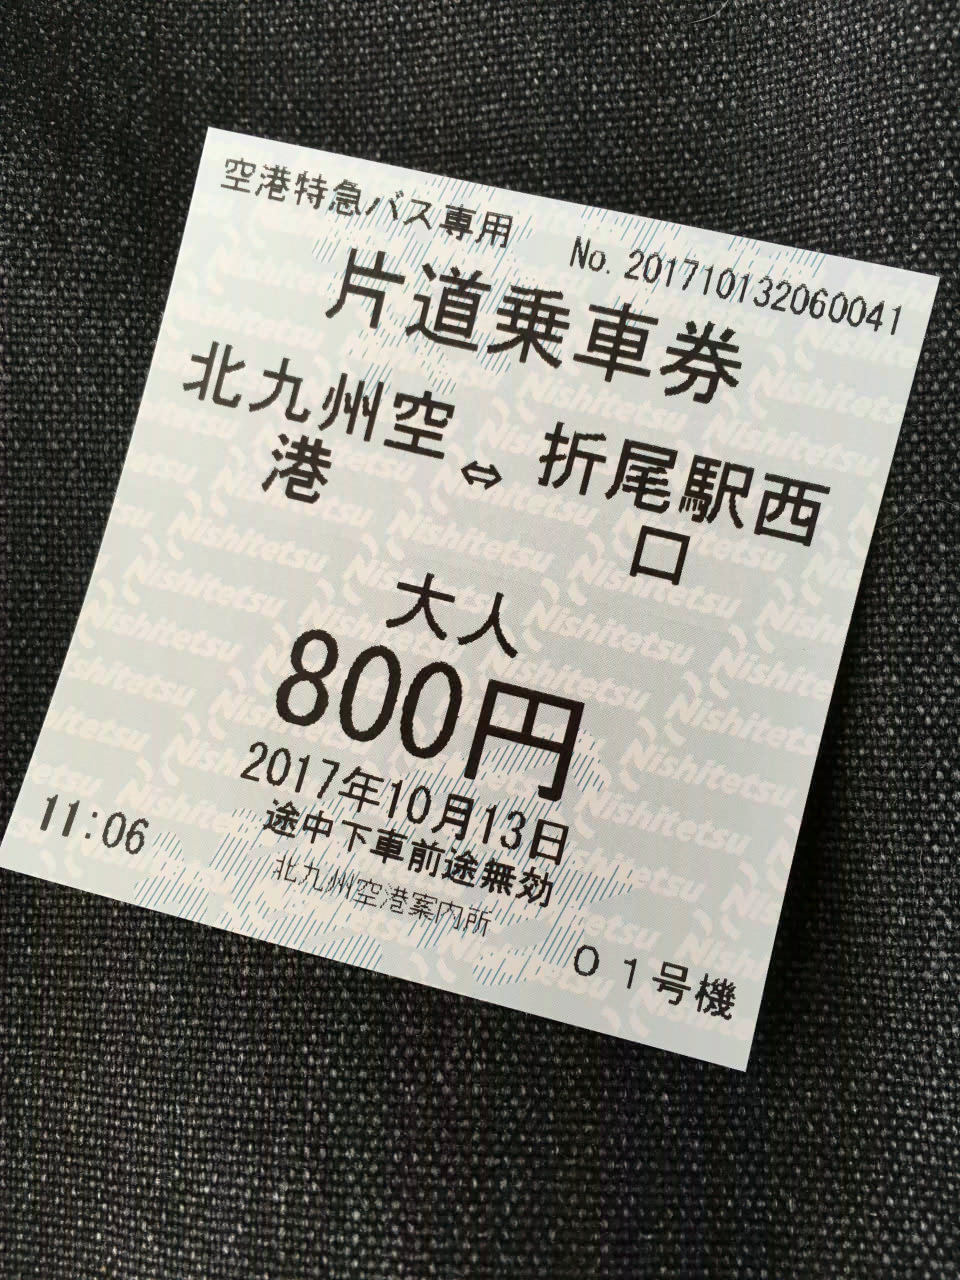 空港特急バス専用
No. 201710132060041
片道乗車券
北九州空港 ⇔ 折尾駅西口
大人
800円
2017年10月13日
途中下車前途無効
11:06
北九州空港案内所
01号機
Nishitetsu